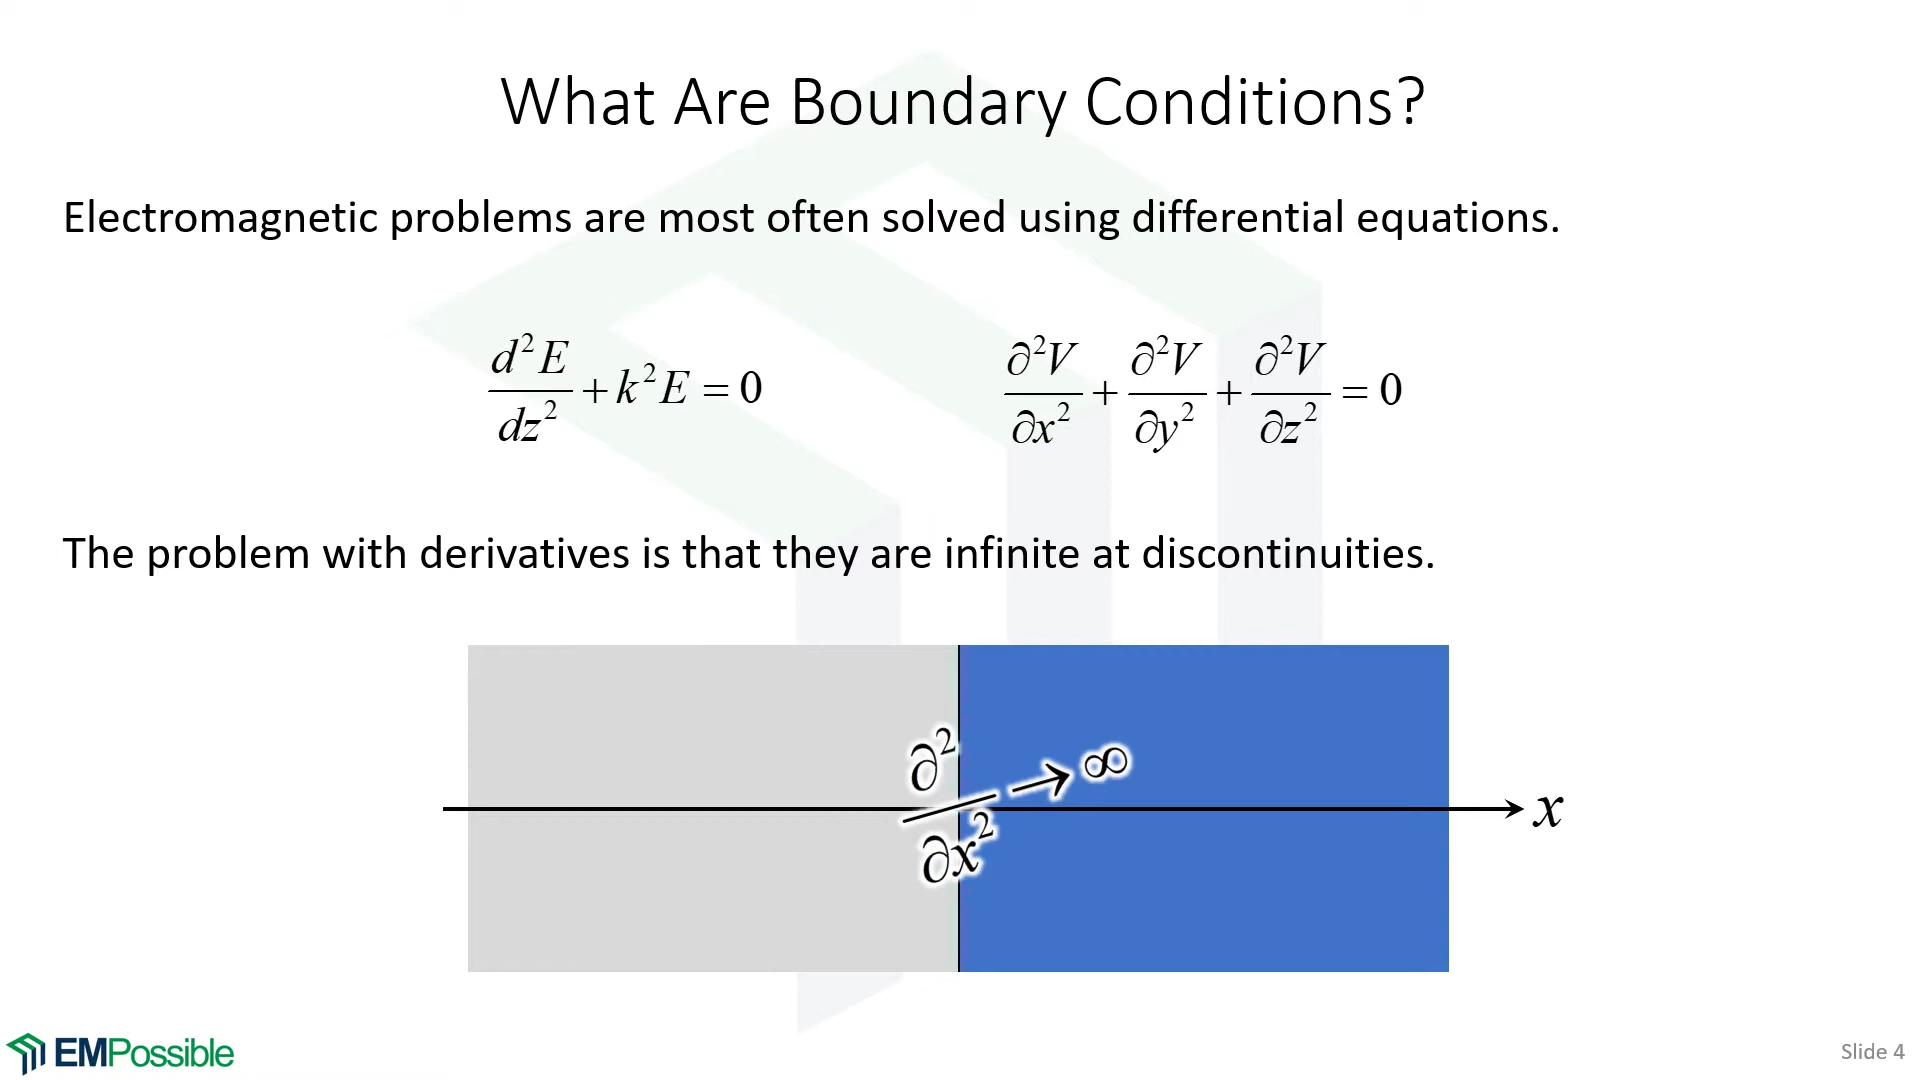 What Are Boundary Conditions?
Electromagnetic problems are most often solved using differential equations.
d²E/dz² + k²E = 0
∂²V/∂x² + ∂²V/∂y² + ∂²V/∂z² = 0
The problem with derivatives is that they are infinite at discontinuities.
∂²/∂x² → ∞
x
EMPossible
Slide 4